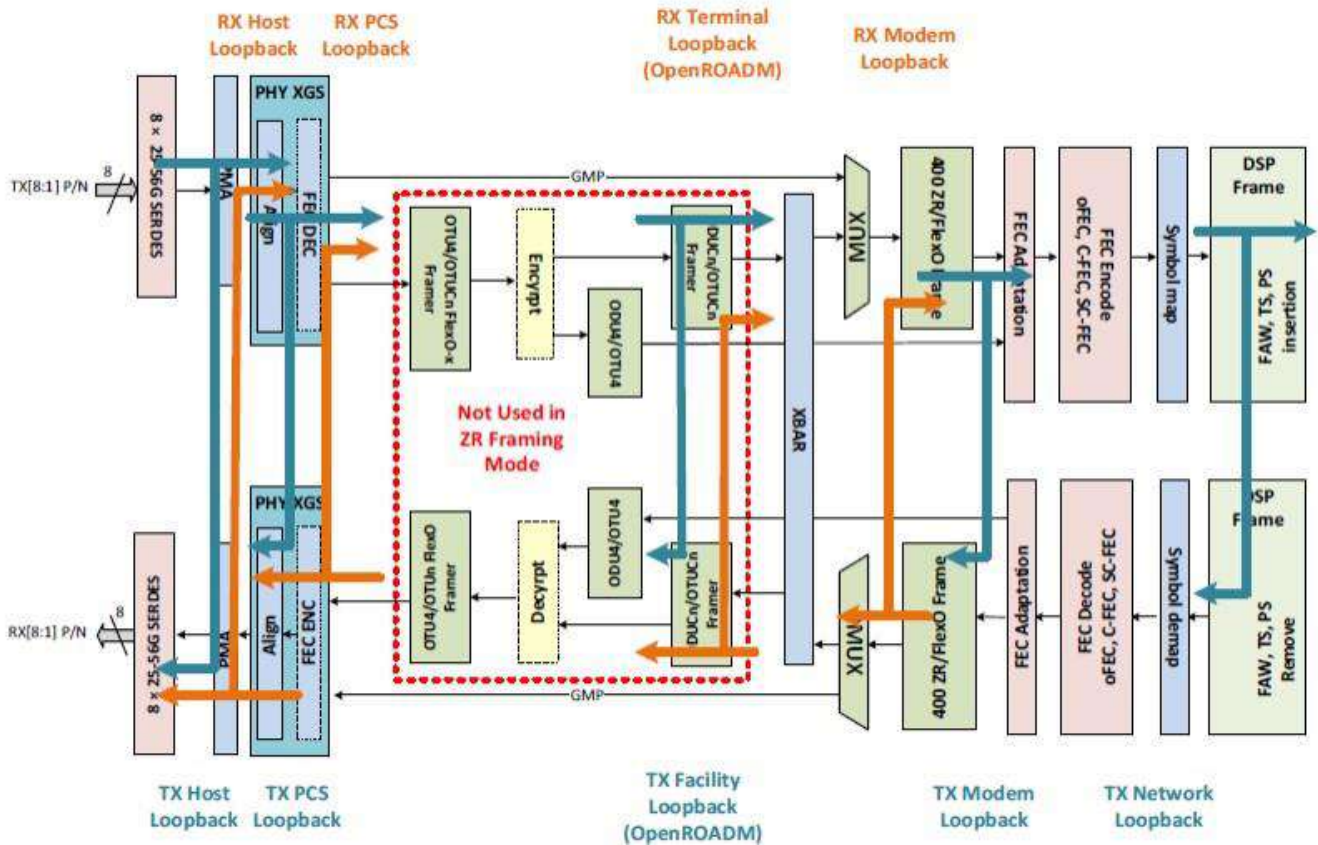 RX Host
Loopback
RX PCS
Loopback
RX Terminal
Loopback
(OpenROADM)
RX Modem
Loopback
TX[8:1] P/N
8
8 × 25-56G SERDES
PMA
PHY XGS
Align
FEC DEC
GMP
OTU4/OTUCn FlexO-x
Framer
Encyrpt
ODU4/OTU4
DUCn/OTUCn
Framer
XBAR
MUX
400 ZR/FlexO Frame
FEC Adaptation
FEC Encode
oFEC, C-FEC, SC-FEC
Symbol map
DSP
Frame
FAW, TS, PS
insertion
Not Used in
ZR Framing
Mode
RX[8:1] P/N
8
8 × 25-56G SERDES
PMA
PHY XGS
Align
FEC ENC
GMP
OTU4/OTUn FlexO
Framer
Decyrpt
ODU4/OTU4
DUCn/OTUCn
Framer
MUX
400 ZR/FlexO Frame
FEC Adaptation
FEC Decode
oFEC, C-FEC, SC-FEC
Symbol demap
DSP
Frame
FAW, TS, PS
Remove
TX Host
Loopback
TX PCS
Loopback
TX Facility
Loopback
(OpenROADM)
TX Modem
Loopback
TX Network
Loopback